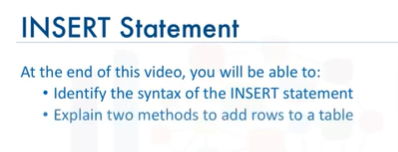 INSERT Statement
At the end of this video, you will be able to:
• Identify the syntax of the INSERT statement
• Explain two methods to add rows to a table